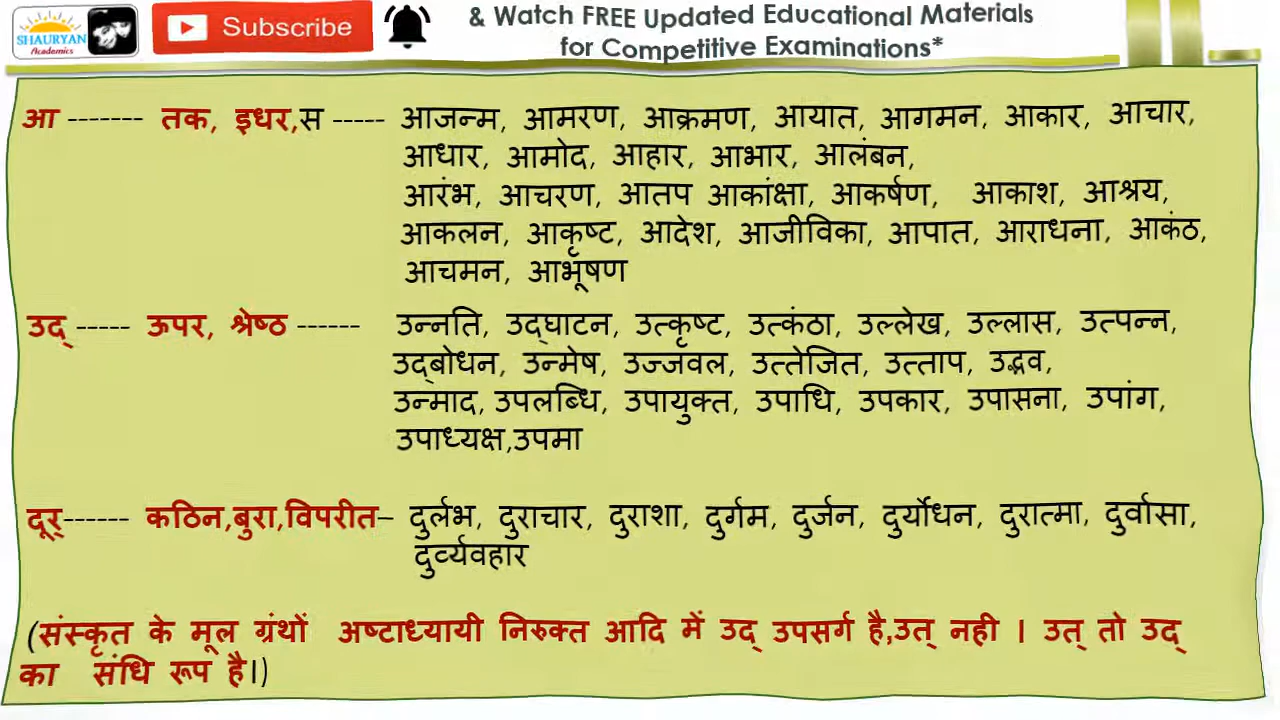 SHAURYAN
Academics
Subscribe
& Watch FREE Updated Educational Materials
for Competitive Examinations*
आ ------- तक, इधर,स ----- आजन्म, आमरण, आक्रमण, आयात, आगमन, आकार, आचार,
आधार, आमोद, आहार, आभार, आलंबन,
आरंभ, आचरण, आतप आकांक्षा, आकर्षण, आकाश, आश्रय,
आकलन, आकृष्ट, आदेश, आजीविका, आपात, आराधना, आकंठ,
आचमन, आभूषण
उद् ----- ऊपर, श्रेष्ठ ------ उन्नति, उद्घाटन, उत्कृष्ट, उत्कंठा, उल्लेख, उल्लास, उत्पन्न,
उद्बोधन, उन्मेष, उज्जवल, उत्तेजित, उत्ताप, उद्भव,
उन्माद, उपलब्धि, उपायुक्त, उपाधि, उपकार, उपासना, उपांग,
उपाध्यक्ष,उपमा
दूर्------ कठिन,बुरा,विपरीत– दुर्लभ, दुराचार, दुराशा, दुर्गम, दुर्जन, दुर्योधन, दुरात्मा, दुर्वासा,
दुर्व्यवहार
(संस्कृत के मूल ग्रंथों अष्टाध्यायी निरुक्त आदि में उद् उपसर्ग है,उत् नही । उत् तो उद्
का संधि रूप है।)